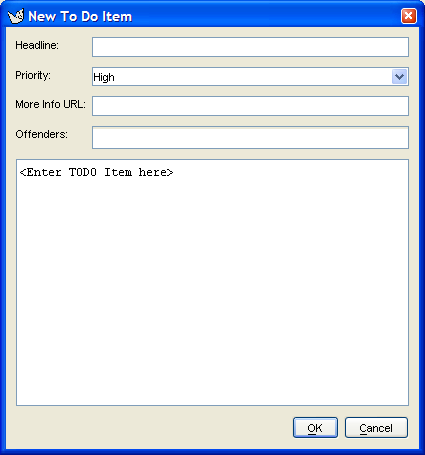 New To Do Item
Headline:
Priority: High
More Info URL:
Offenders:
<Enter TODO Item here>
OK Cancel